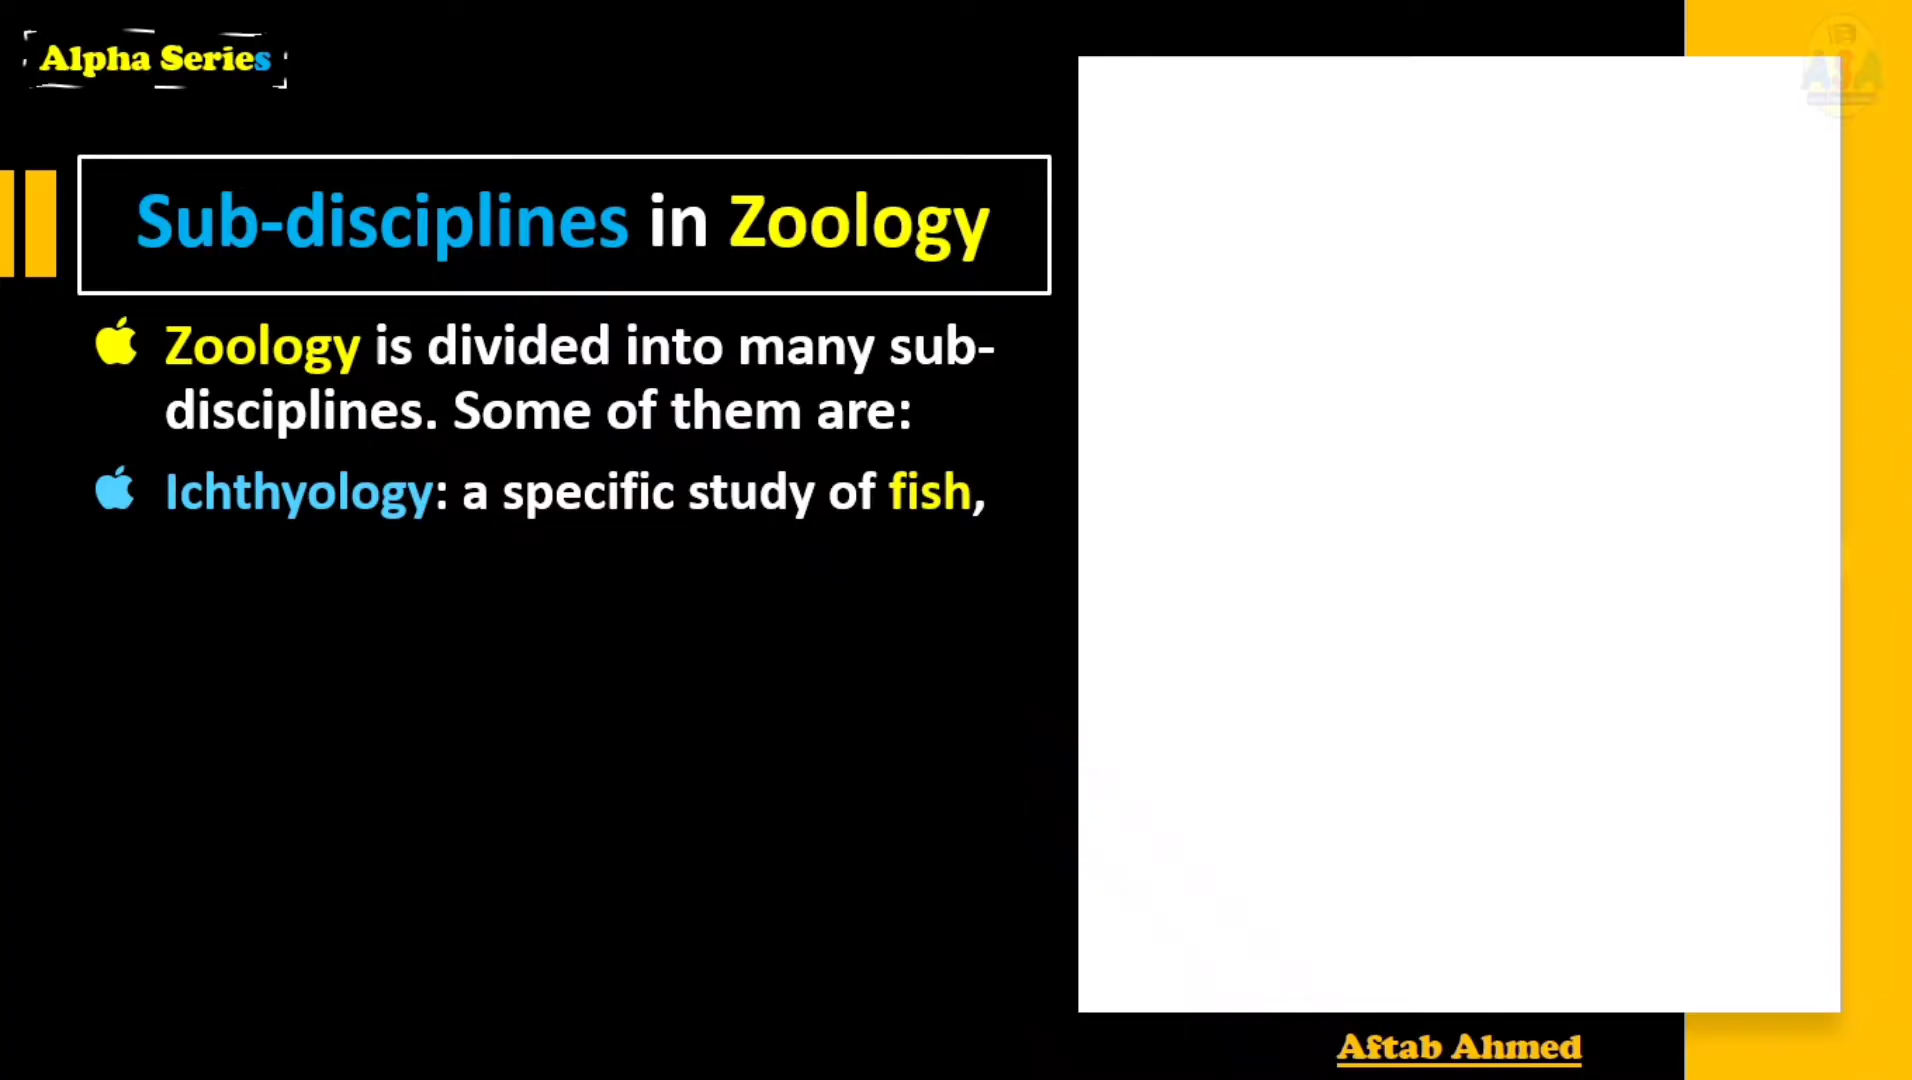 Alpha Series
Sub-disciplines in Zoology
Zoology is divided into many sub-
disciplines. Some of them are:
Ichthyology: a specific study of fish,
Aftab Ahmed